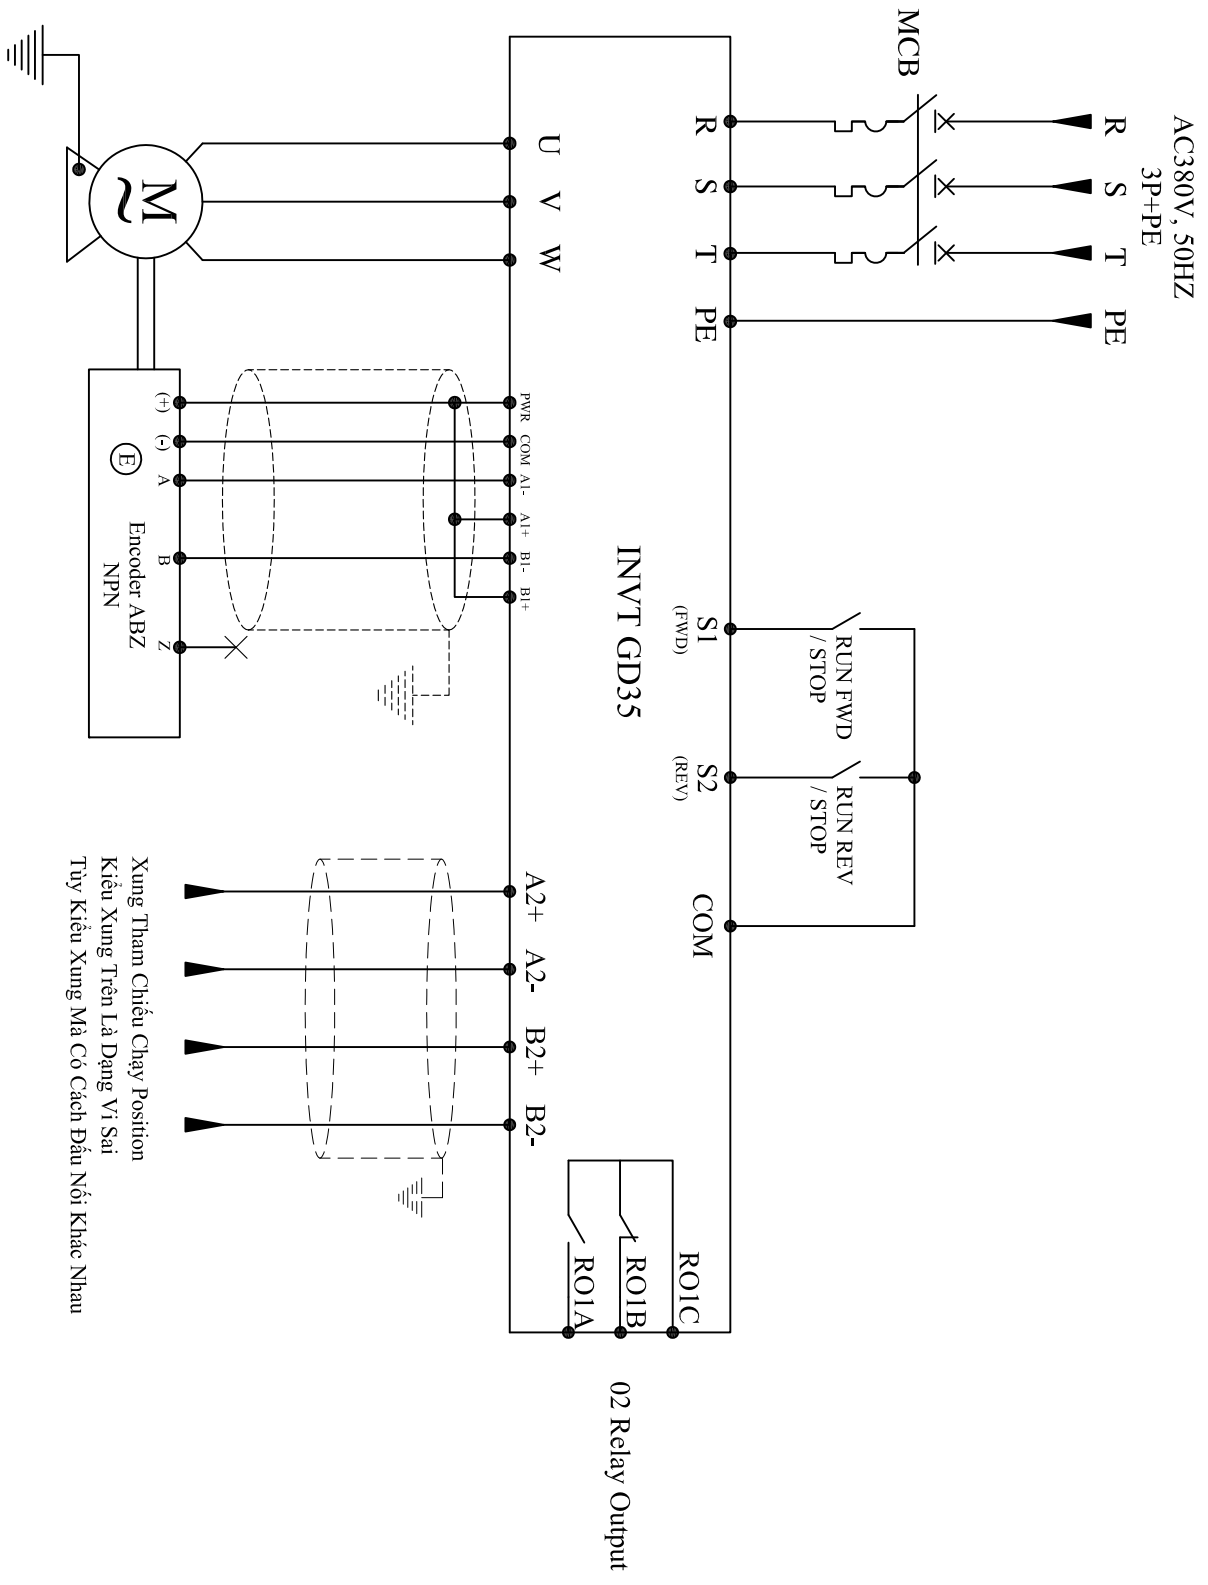 AC380V, 50HZ
3P+PE
R S T PE
MCB
R S T PE
RUN FWD
/ STOP
RUN REV
/ STOP
S1
(FWD)
S2
(REV)
COM
INVT GD35
RO1C
RO1B
RO1A
02 Relay Output
U V W
PWR COM A1- A1+ B1- B1+
A2+ A2- B2+ B2-
M
~
(+) (-) A B Z
E
Encoder ABZ
NPN
Xung Tham Chiếu Chạy Position
Kiểu Xung Trên Là Dạng Vi Sai
Tùy Kiểu Xung Mà Có Cách Đấu Nối Khác Nhau